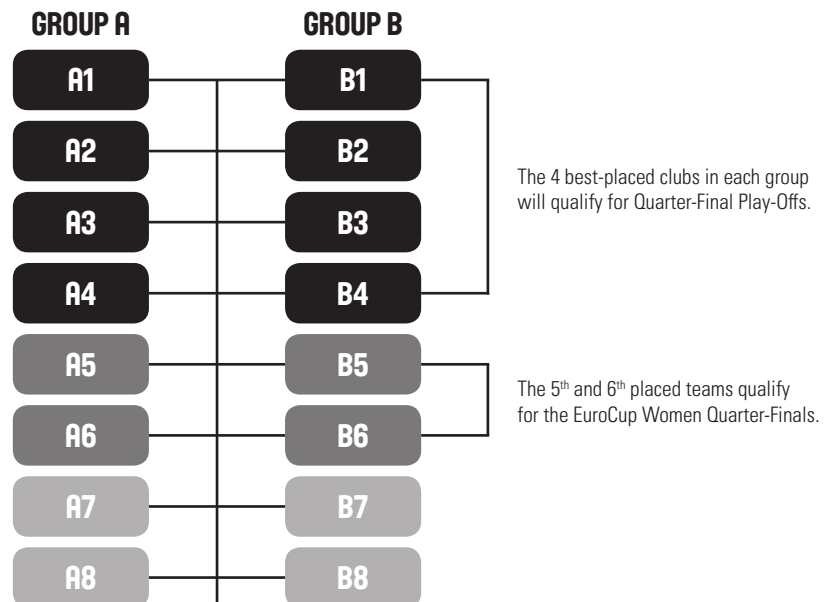 GROUP A
GROUP B
A1
B1
A2
B2
The 4 best-placed clubs in each group
will qualify for Quarter-Final Play-Offs.
A3
B3
A4
B4
A5
B5
The 5th and 6th placed teams qualify
for the EuroCup Women Quarter-Finals.
A6
B6
A7
B7
A8
B8